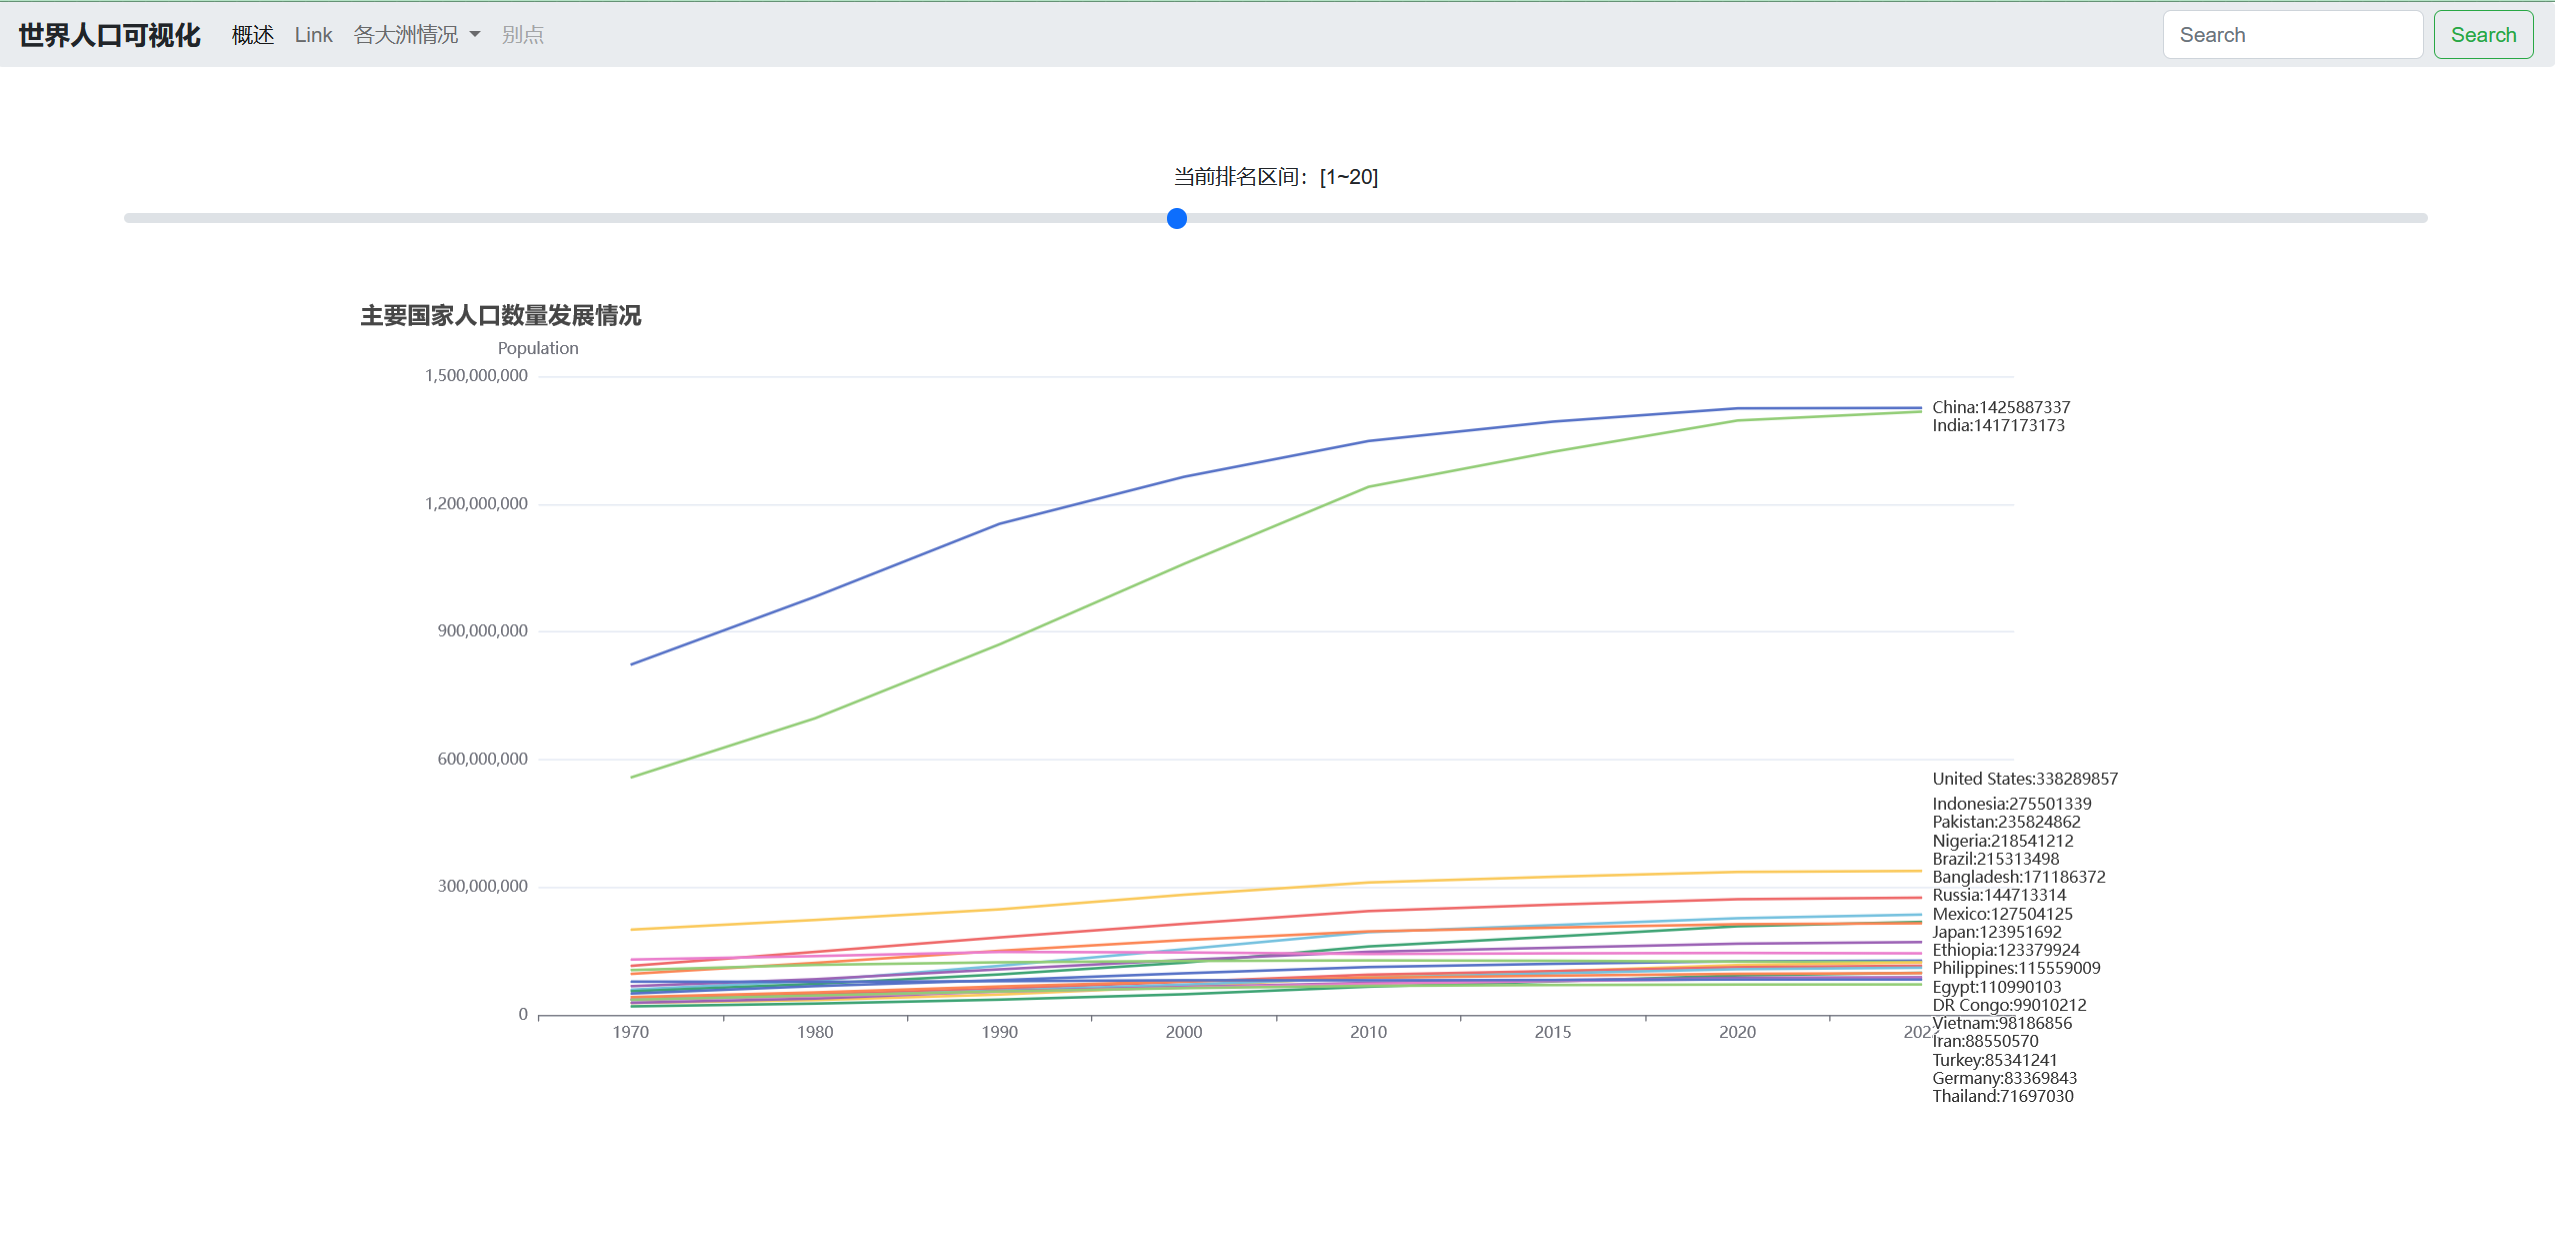 世界人口可视化 概述 Link 各大洲情况 别点 Search Search
当前排名区间：[1~20]
主要国家人口数量发展情况
Population
1,500,000,000
1,200,000,000
900,000,000
600,000,000
300,000,000
0
China:1425887337
India:1417173173
United States:338289857
Indonesia:275501339
Pakistan:235824862
Nigeria:218541212
Brazil:215313498
Bangladesh:171186372
Russia:144713314
Mexico:127504125
Japan:123951692
Ethiopia:123379924
Philippines:115559009
Egypt:110990103
DR Congo:99010212
Vietnam:98186856
Iran:88550570
Turkey:85341241
Germany:83369843
Thailand:71697030
1970 1980 1990 2000 2010 2015 2020